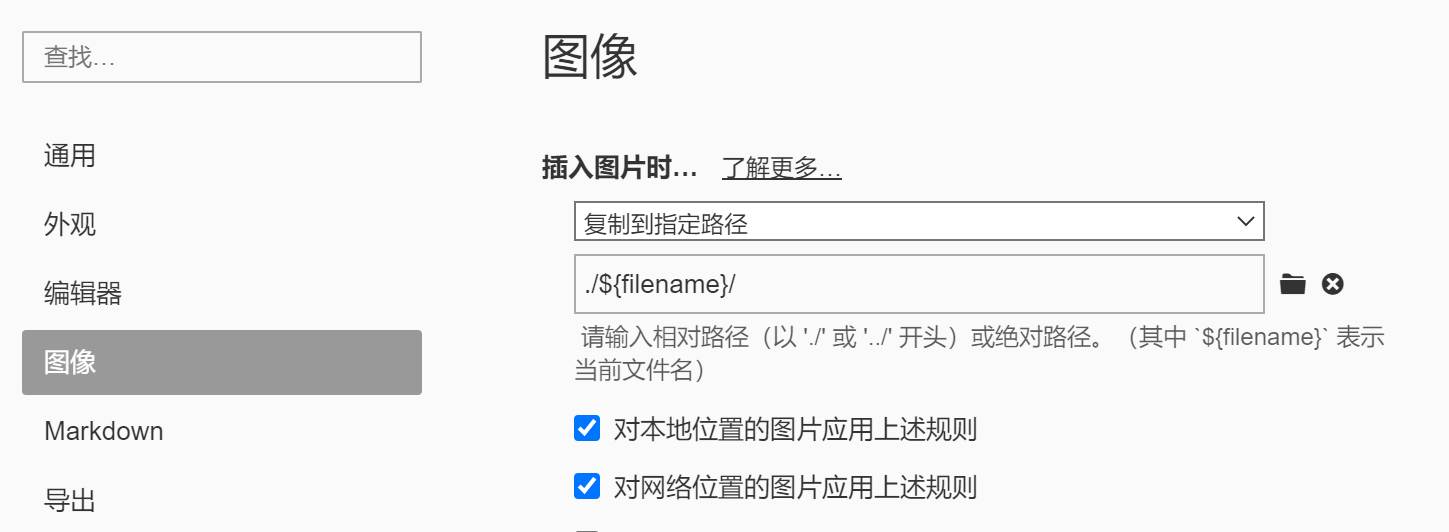 查找…
通用
外观
编辑器
图像
Markdown
导出
图像
插入图片时… 了解更多…
复制到指定路径
./${filename}/
请输入相对路径（以 './' 或 '../' 开头）或绝对路径。（其中 `${filename}` 表示
当前文件名）
对本地位置的图片应用上述规则
对网络位置的图片应用上述规则